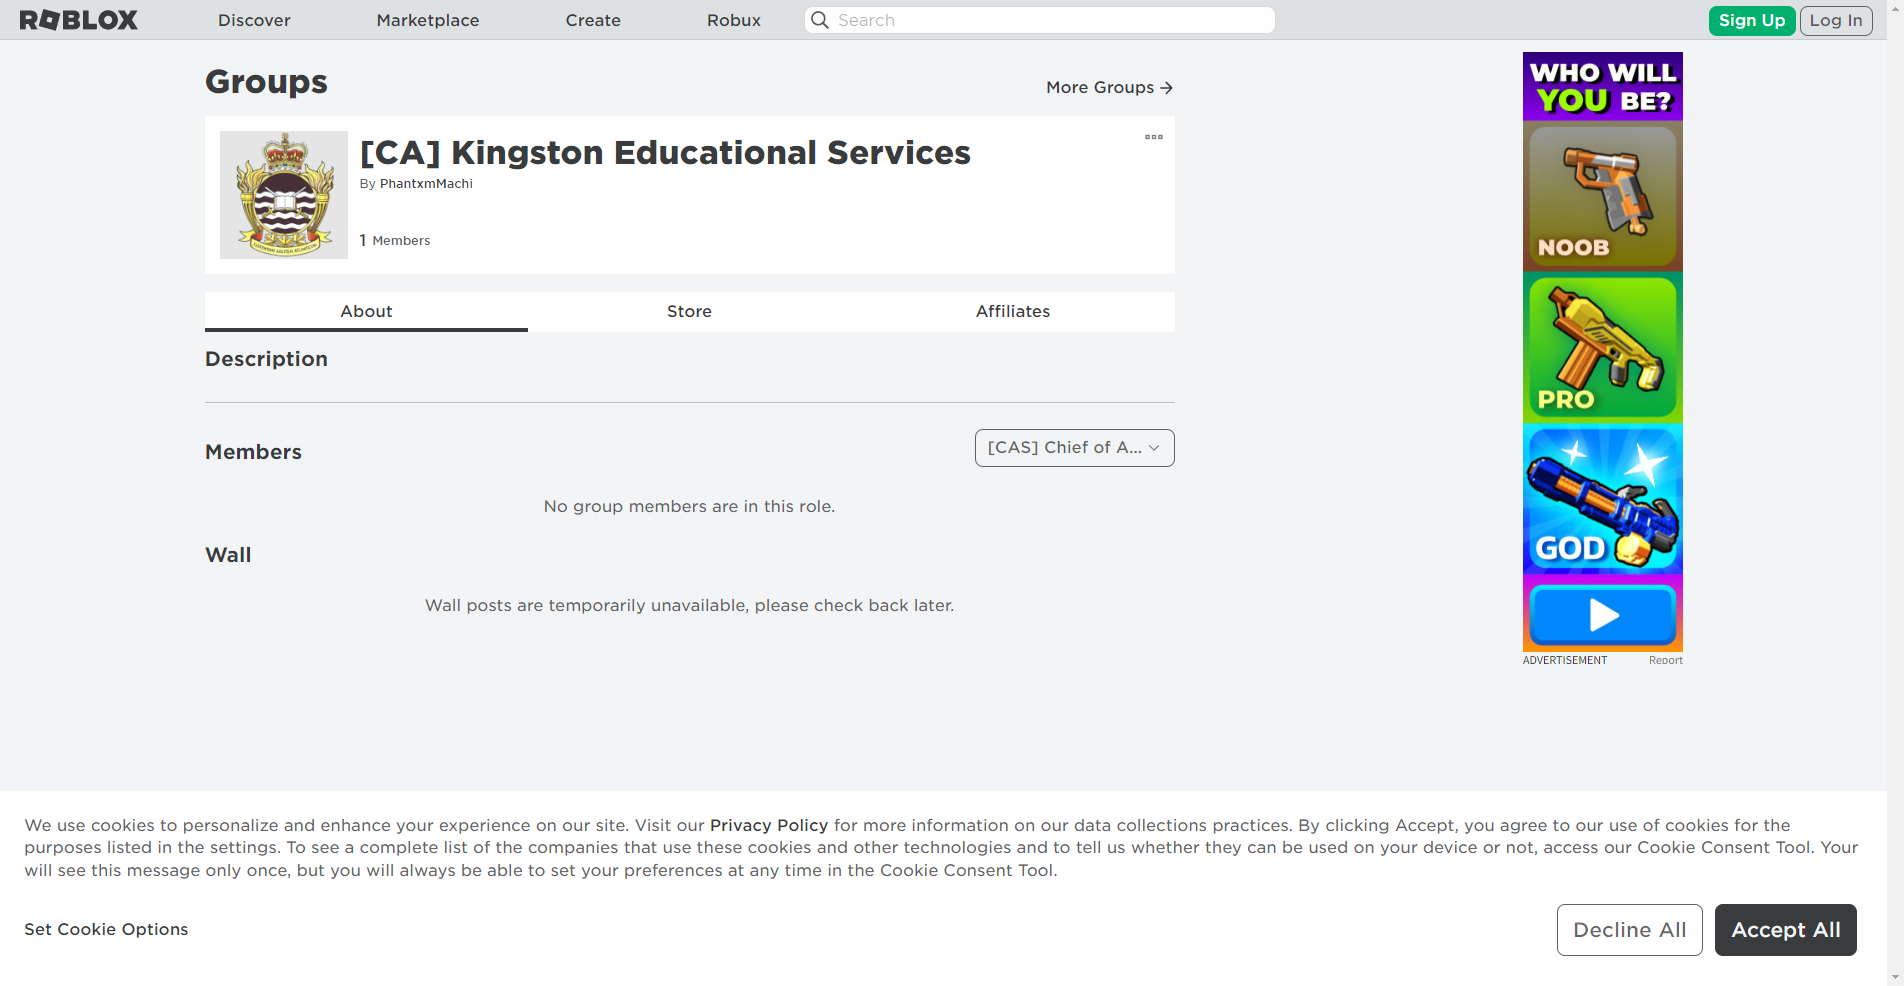 ROBLOX
Discover
Marketplace
Create
Robux
Search
Sign Up
Log In
Groups
More Groups
[CA] Kingston Educational Services
By PhantxmMachi
1 Members
About
Store
Affiliates
Description
Members
[CAS] Chief of A...
No group members are in this role.
Wall
Wall posts are temporarily unavailable, please check back later.
WHO WILL
YOU BE?
NOOB
PRO
GOD
ADVERTISEMENT
Report
We use cookies to personalize and enhance your experience on our site. Visit our Privacy Policy for more information on our data collections practices. By clicking Accept, you agree to our use of cookies for the
purposes listed in the settings. To see a complete list of the companies that use these cookies and other technologies and to tell us whether they can be used on your device or not, access our Cookie Consent Tool. Your
will see this message only once, but you will always be able to set your preferences at any time in the Cookie Consent Tool.
Set Cookie Options
Decline All
Accept All